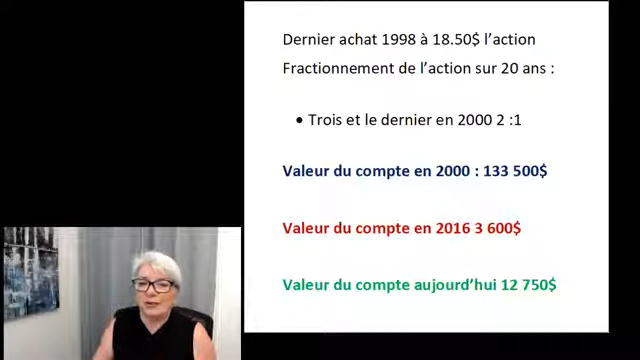 Dernier achat 1998 à 18.50$ l’action
Fractionnement de l’action sur 20 ans :
• Trois et le dernier en 2000 2 :1
Valeur du compte en 2000 : 133 500$
Valeur du compte en 2016 3 600$
Valeur du compte aujourd’hui 12 750$